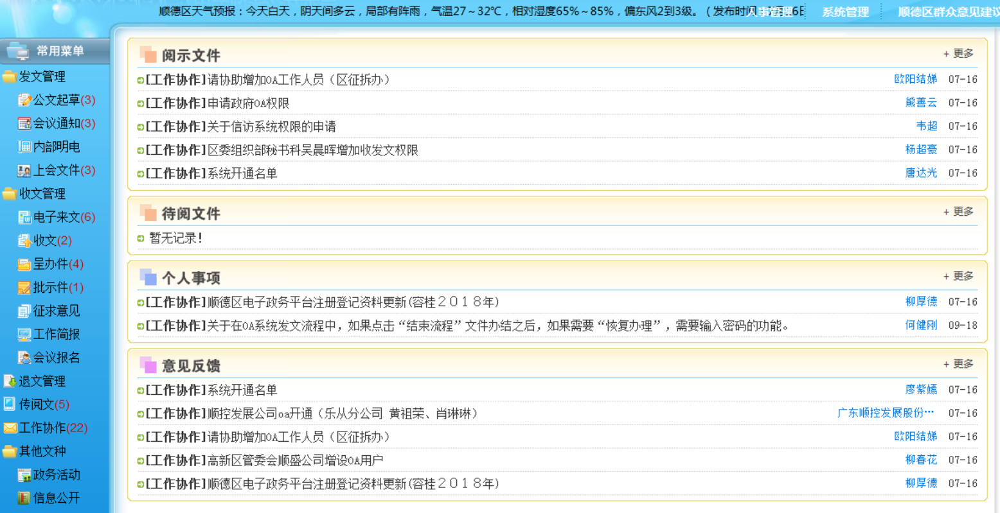 顺德区天气预报：今天白天，阴天间多云，局部有阵雨，气温27～32℃，相对湿度65%～85%，偏东风2到3级。（发布时间
人事管理
系统管理
顺德区群众意见建议
常用菜单
发文管理
公文起草(3)
会议通知(3)
内部明电
上会文件(3)
收文管理
电子来文(6)
收文(2)
呈办件(4)
批示件(1)
征求意见
工作简报
会议报名
退文管理
传阅文(5)
工作协作(22)
其他文种
政务活动
信息公开
阅示文件
+ 更多
[工作协作]请协助增加OA工作人员（区征拆办） 欧阳结娣 07-16
[工作协作]申请政府OA权限 熊善云 07-16
[工作协作]关于信访系统权限的申请 韦超 07-16
[工作协作]区委组织部秘书科吴晨晖增加收发文权限 杨超豪 07-16
[工作协作]系统开通名单 唐达光 07-16
待阅文件
+ 更多
暂无记录!
个人事项
+ 更多
[工作协作]顺德区电子政务平台注册登记资料更新(容桂２０１８年) 柳厚德 07-16
[工作协作]关于在OA系统发文流程中，如果点击“结束流程”文件办结之后，如果需要“恢复办理”，需要输入密码的功能。 何健刚 09-18
意见反馈
+ 更多
[工作协作]系统开通名单 廖紫嫣 07-16
[工作协作]顺控发展公司oa开通（乐从分公司 黄祖荣、肖琳琳） 广东顺控发展股份… 07-16
[工作协作]请协助增加OA工作人员（区征拆办） 欧阳结娣 07-16
[工作协作]高新区管委会顺盛公司增设OA用户 柳春花 07-16
[工作协作]顺德区电子政务平台注册登记资料更新(容桂２０１８年) 柳厚德 07-16